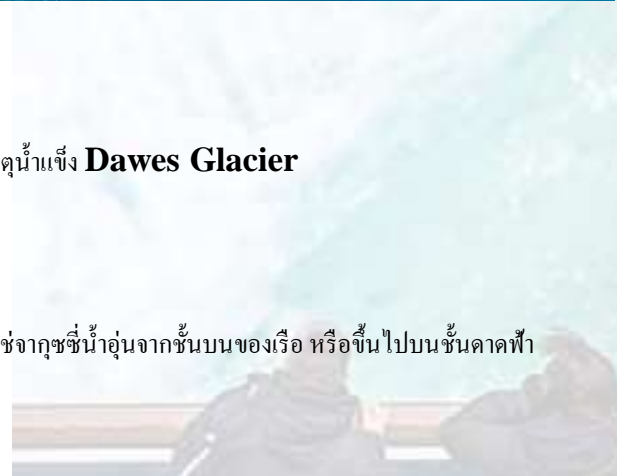 ตุน้ำแข็ง Dawes Glacier
ช่จากุซซี่น้ำอุ่นจากชั้นบนของเรือ หรือขึ้นไปบนชั้นดาดฟ้า